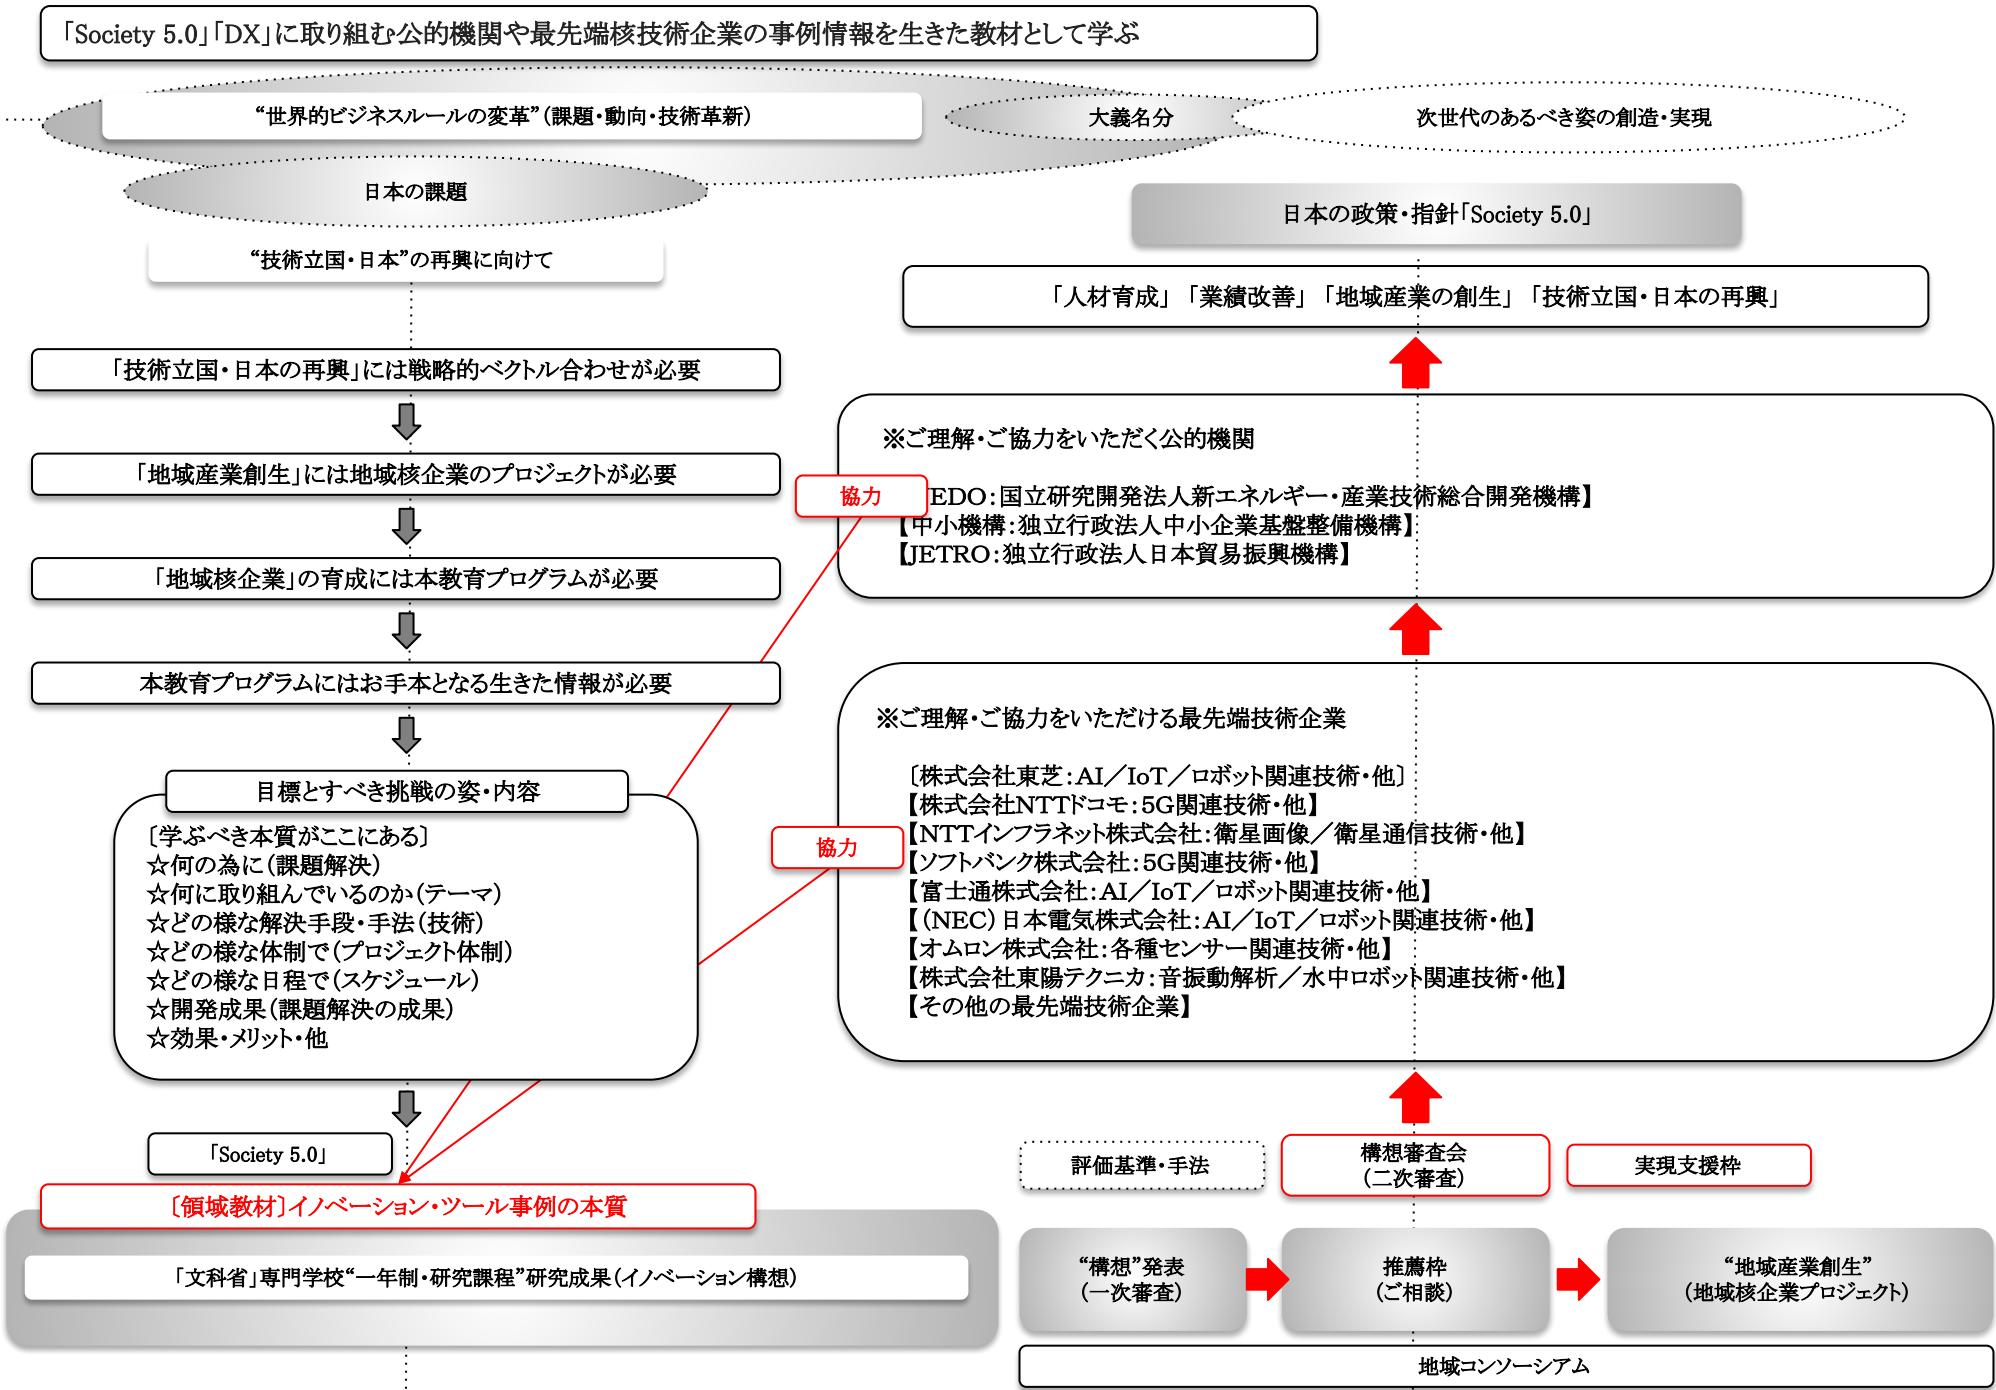 「Society 5.0」「DX」に取り組む公的機関や最先端核技術企業の事例情報を生きた教材として学ぶ
“世界的ビジネスルールの変革”（課題・動向・技術革新）
大義名分
次世代のあるべき姿の創造・実現
日本の課題
“技術立国・日本”の再興に向けて
「技術立国・日本の再興」には戦略的ベクトル合わせが必要
「地域産業創生」には地域核企業のプロジェクトが必要
「地域核企業」の育成には本教育プログラムが必要
本教育プログラムにはお手本となる生きた情報が必要
目標とすべき挑戦の姿・内容
〔学ぶべき本質がここにある〕
☆何の為に（課題解決）
☆何に取り組んでいるのか（テーマ）
☆どの様な解決手段・手法（技術）
☆どの様な体制で（プロジェクト体制）
☆どの様な日程で（スケジュール）
☆開発成果（課題解決の成果）
☆効果・メリット・他
「Society 5.0」
〔領域教材〕イノベーション・ツール事例の本質
「文科省」専門学校“一年制・研究課程”研究成果（イノベーション構想）
日本の政策・指針「Society 5.0」
「人材育成」「業績改善」「地域産業の創生」「技術立国・日本の再興」
※ご理解・ご協力をいただく公的機関
協力
EDO：国立研究開発法人新エネルギー・産業技術総合開発機構】
【中小機構：独立行政法人中小企業基盤整備機構】
【JETRO：独立行政法人日本貿易振興機構】
※ご理解・ご協力をいただける最先端技術企業
〔株式会社東芝：AI／IoT／ロボット関連技術・他〕
【株式会社NTTドコモ：5G関連技術・他】
協力
【NTTインフラネット株式会社：衛星画像／衛星通信技術・他】
【ソフトバンク株式会社：5G関連技術・他】
【富士通株式会社：AI／IoT／ロボット関連技術・他】
【（NEC）日本電気株式会社：AI／IoT／ロボット関連技術・他】
【オムロン株式会社：各種センサー関連技術・他】
【株式会社東陽テクニカ：音振動解析／水中ロボット関連技術・他】
【その他の最先端技術企業】
評価基準・手法
構想審査会
（二次審査）
実現支援枠
“構想”発表
（一次審査）
推薦枠
（ご相談）
“地域産業創生”
（地域核企業プロジェクト）
地域コンソーシアム